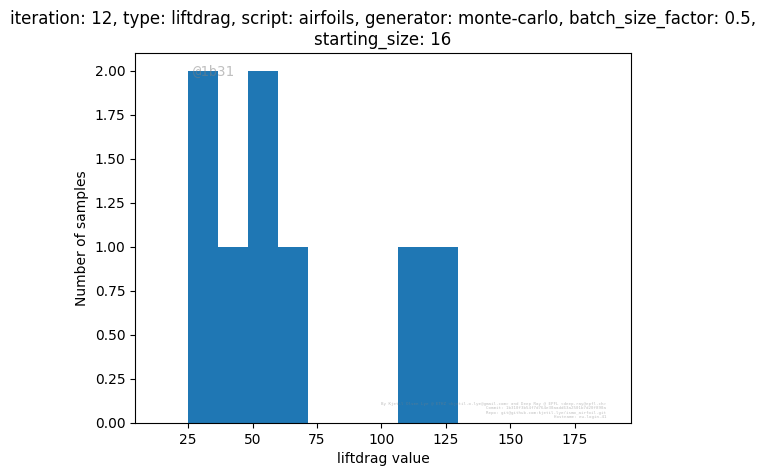 iteration: 12, type: liftdrag, script: airfoils, generator: monte-carlo, batch_size_factor: 0.5,
starting_size: 16
@1b31
2.00
1.75
1.50
1.25
1.00
0.75
0.50
0.25
0.00
Number of samples
25 50 75 100 125 150 175
liftdrag value